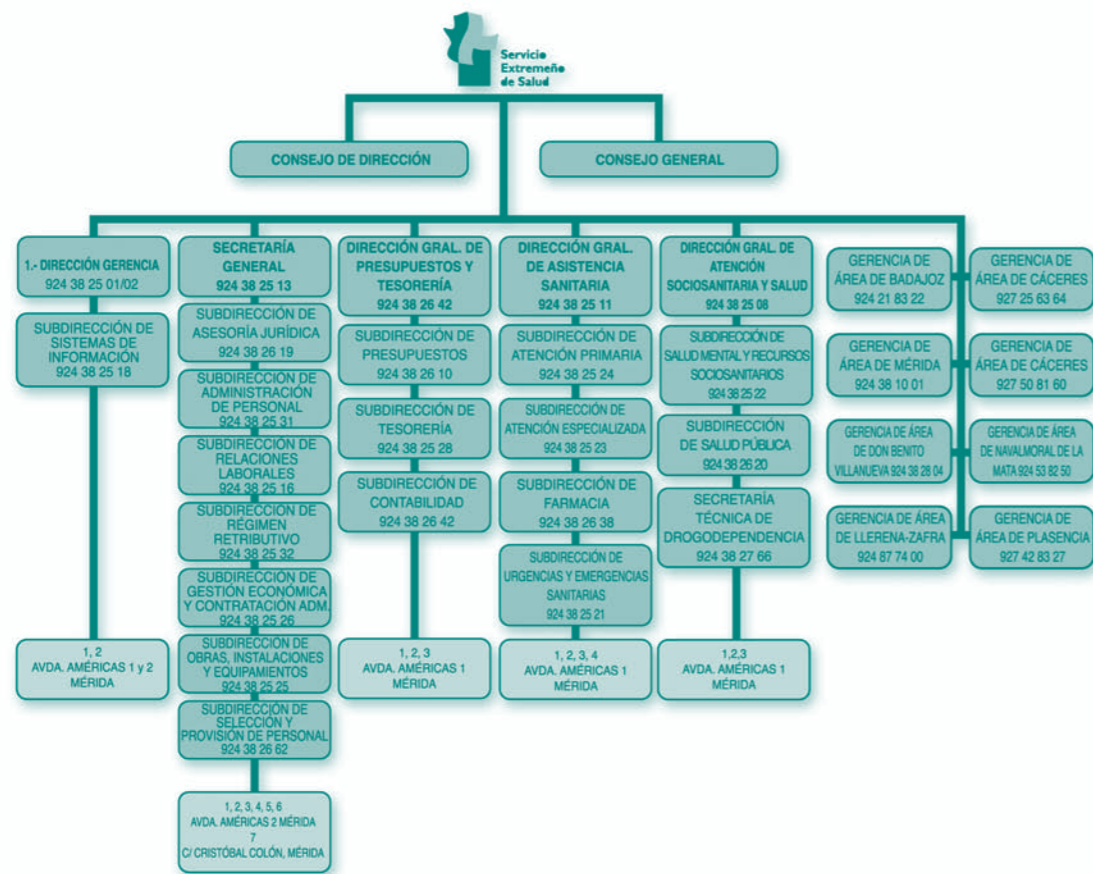 Servicio
Extremeño
de Salud
CONSEJO DE DIRECCIÓN
CONSEJO GENERAL
1.- DIRECCIÓN GERENCIA
924 38 25 01/02
SUBDIRECCIÓN DE
SISTEMAS DE
INFORMACIÓN
924 38 25 18
1, 2
AVDA. AMÉRICAS 1 y 2
MÉRIDA
SECRETARÍA
GENERAL
924 38 25 13
SUBDIRECCIÓN DE
ASESORÍA JURÍDICA
924 38 26 19
SUBDIRECCIÓN DE
ADMINISTRACIÓN
DE PERSONAL
924 38 25 31
SUBDIRECCIÓN DE
RELACIONES
LABORALES
924 38 25 16
SUBDIRECCIÓN DE
RÉGIMEN
RETRIBUTIVO
924 38 25 32
SUBDIRECCIÓN DE
GESTIÓN ECONÓMICA
Y CONTRATACIÓN ADM.
924 38 25 26
SUBDIRECCIÓN DE
OBRAS, INSTALACIONES
Y EQUIPAMIENTOS
924 38 25 25
SUBDIRECCIÓN DE
SELECCIÓN Y
PROVISIÓN DE PERSONAL
924 38 26 62
1, 2, 3, 4, 5, 6
AVDA. AMÉRICAS 2 MÉRIDA
7
C/ CRISTÓBAL COLÓN, MÉRIDA
DIRECCIÓN GRAL. DE
PRESUPUESTOS Y
TESORERÍA
924 38 26 42
SUBDIRECCIÓN DE
PRESUPUESTOS
924 38 26 10
SUBDIRECCIÓN DE
TESORERÍA
924 38 25 28
SUBDIRECCIÓN DE
CONTABILIDAD
924 38 26 42
1, 2, 3
AVDA. AMÉRICAS 1
MÉRIDA
DIRECCIÓN GRAL.
DE ASISTENCIA
SANITARIA
924 38 25 11
SUBDIRECCIÓN DE
ATENCIÓN PRIMARIA
924 38 25 24
SUBDIRECCIÓN DE
ATENCIÓN ESPECIALIZADA
924 38 25 23
SUBDIRECCIÓN DE
FARMACIA
924 38 26 38
SUBDIRECCIÓN DE
URGENCIAS Y EMERGENCIAS
SANITARIAS
924 38 25 21
1, 2, 3, 4
AVDA. AMÉRICAS 1
MÉRIDA
DIRECCIÓN GRAL. DE
ATENCIÓN
SOCIOSANITARIA Y SALUD
924 38 25 08
SUBDIRECCIÓN DE
SALUD MENTAL Y RECURSOS
SOCIOSANITARIOS
924 38 25 22
SUBDIRECCIÓN
DE SALUD PÚBLICA
924 38 26 20
SECRETARÍA
TÉCNICA DE
DROGODEPENDENCIA
924 38 27 66
1,2,3
AVDA. AMÉRICAS 1
MÉRIDA
GERENCIA DE
ÁREA DE BADAJOZ
924 21 83 22
GERENCIA DE
ÁREA DE CÁCERES
927 25 63 64
GERENCIA DE
ÁREA DE MÉRIDA
924 38 10 01
GERENCIA DE
ÁREA DE CÁCERES
927 50 81 60
GERENCIA DE ÁREA
DE DON BENITO
VILLANUEVA 924 38 28 04
GERENCIA DE ÁREA
DE NAVALMORAL DE LA
MATA 924 53 82 50
GERENCIA DE ÁREA
DE LLERENA-ZAFRA
924 87 74 00
GERENCIA DE
ÁREA DE PLASENCIA
927 42 83 27